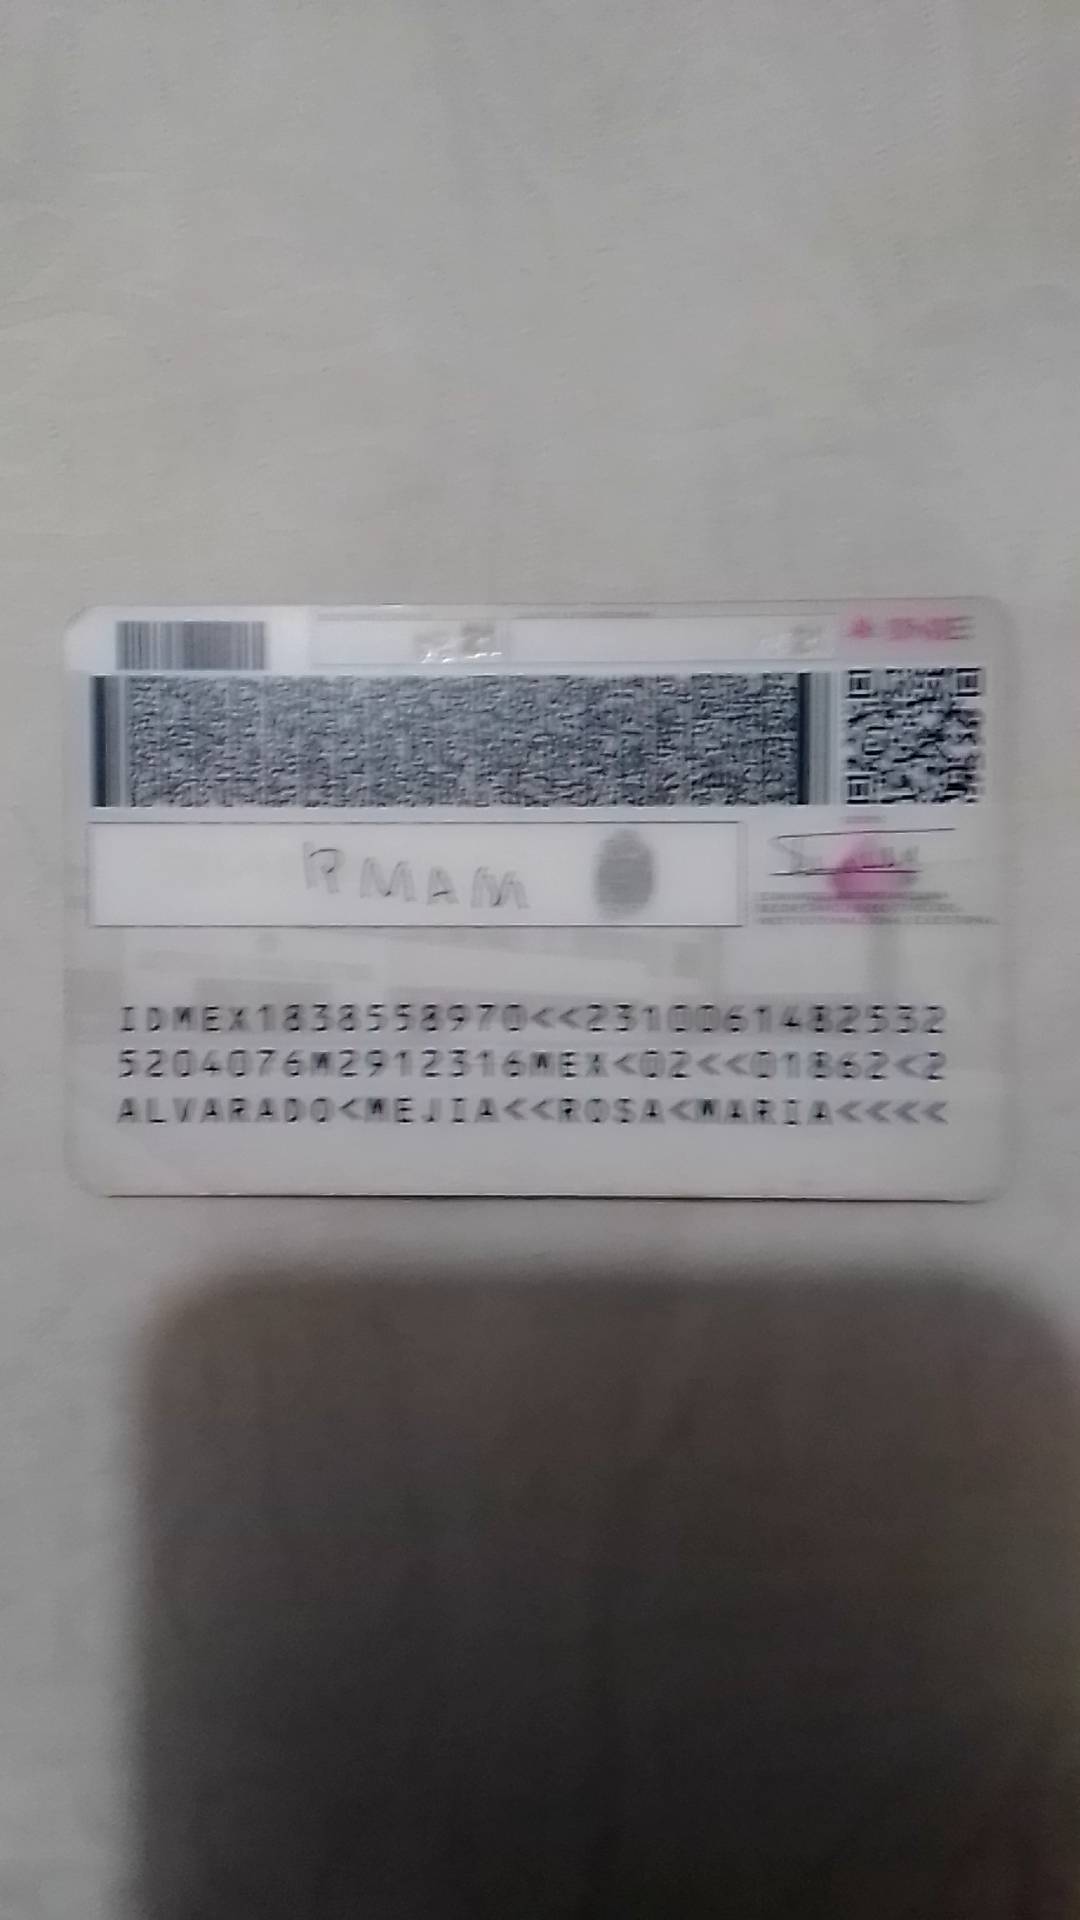 INE
RMAM
IDMEX1838558970<<2310061482532
5204076M2912316MEX<02<<01862<2
ALVARADO<MEJIA<<ROSA<MARIA<<<<